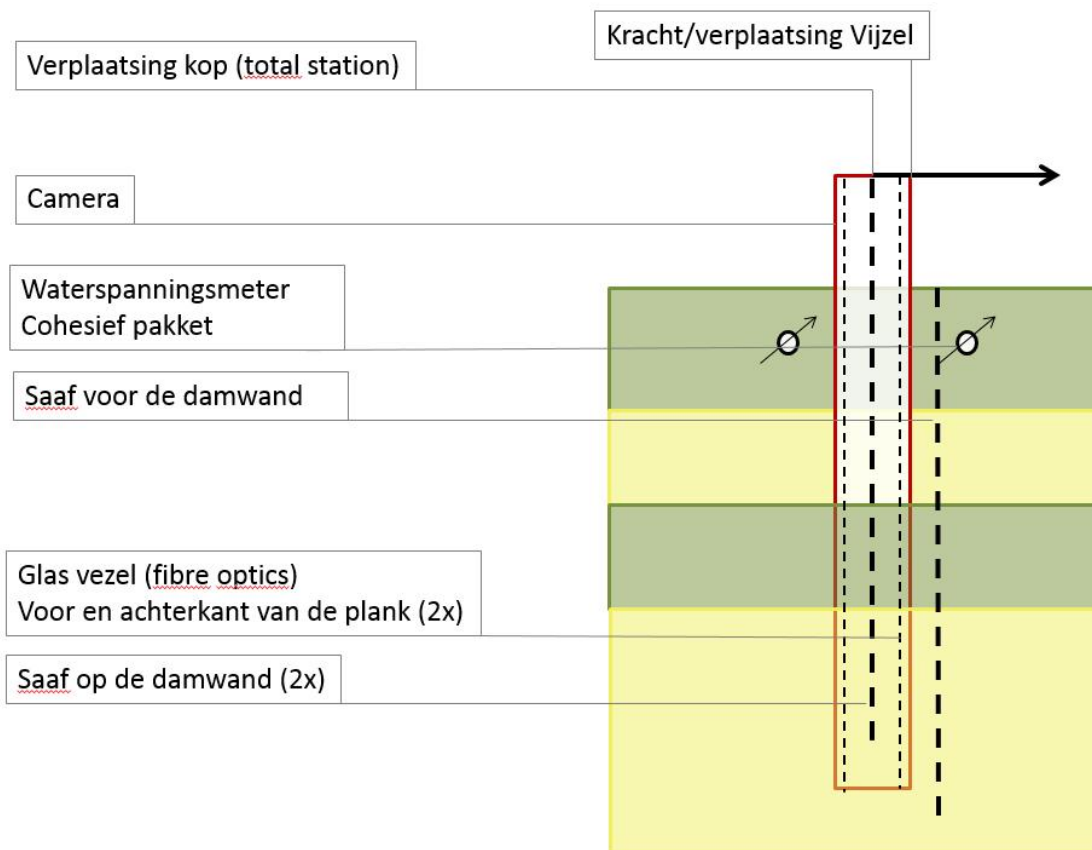 Kracht/verplaatsing Vijzel
Verplaatsing kop (total station)
Camera
Waterspanningsmeter
Cohesief pakket
Saaf voor de damwand
Glas vezel (fibre optics)
Voor en achterkant van de plank (2x)
Saaf op de damwand (2x)